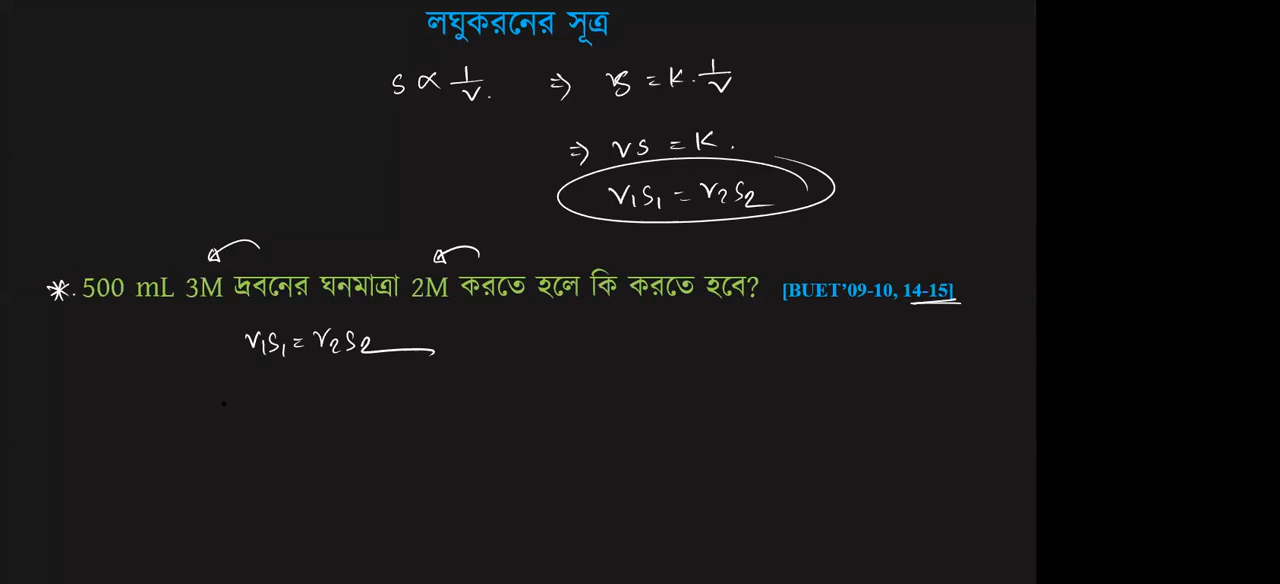 লঘুকরনের সূত্র
S ∝ 1/V. ⇒ S = K. 1/V
⇒ VS = K.
V₁S₁ = V₂S₂
*. 500 mL 3M দ্রবনের ঘনমাত্রা 2M করতে হলে কি করতে হবে? [BUET’09-10, 14-15]
V₁S₁ = V₂S₂